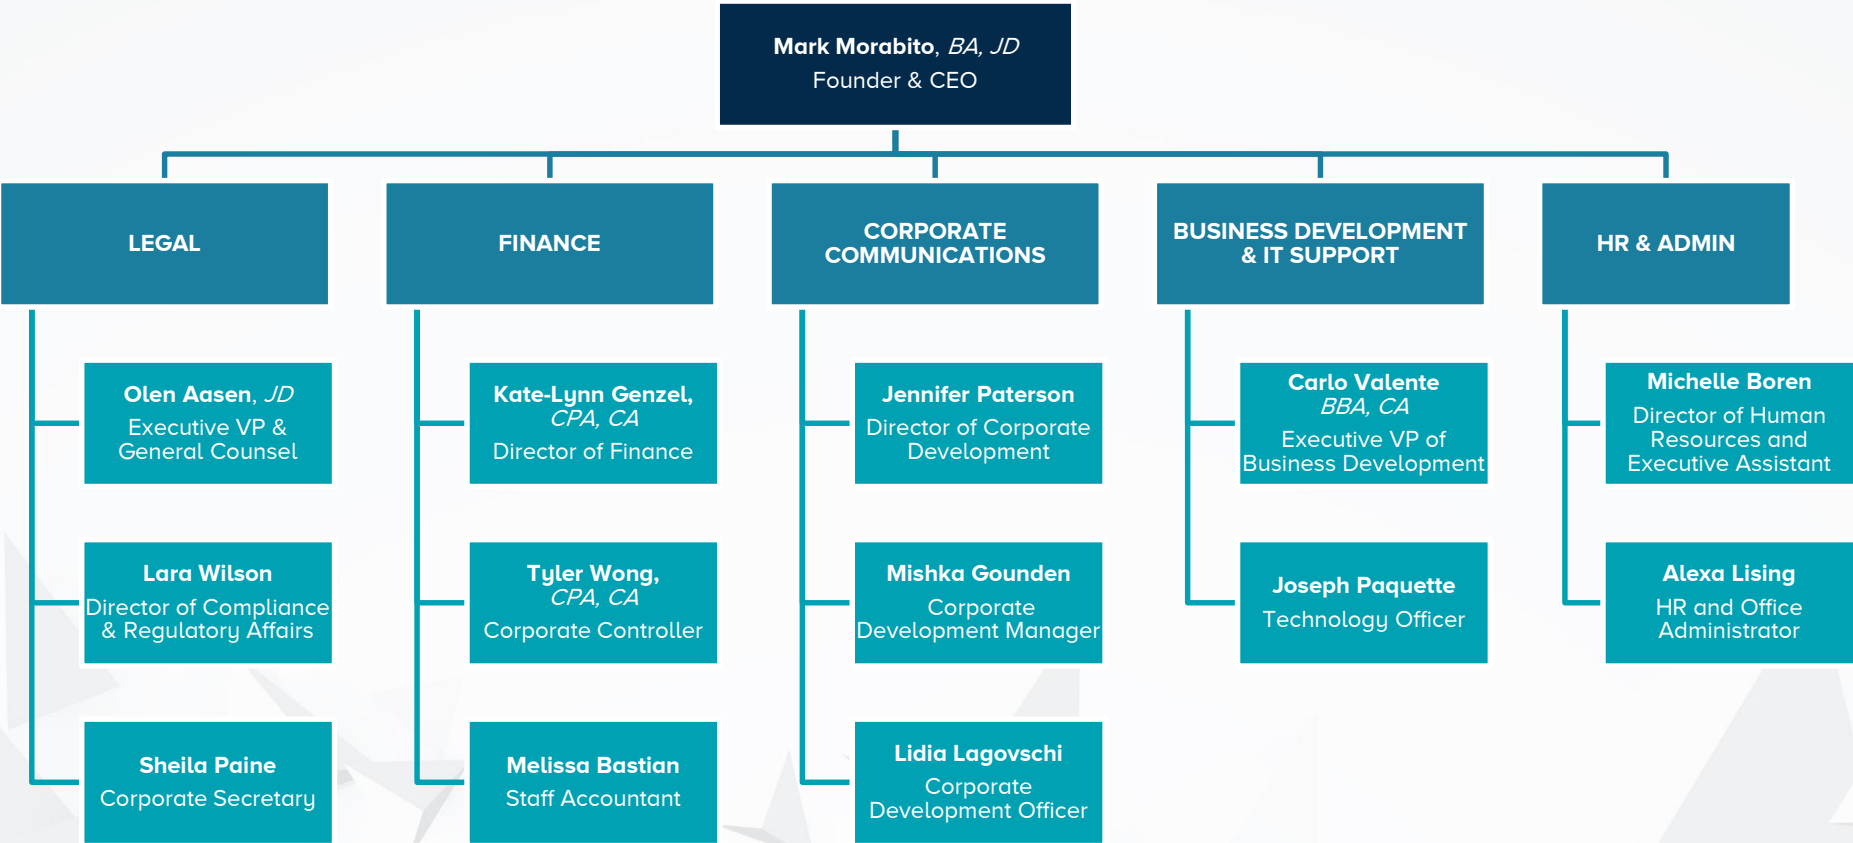 Mark Morabito, BA, JD
Founder & CEO
LEGAL
FINANCE
CORPORATE
COMMUNICATIONS
BUSINESS DEVELOPMENT
& IT SUPPORT
HR & ADMIN
Olen Aasen, JD
Executive VP &
General Counsel
Kate-Lynn Genzel,
CPA, CA
Director of Finance
Jennifer Paterson
Director of Corporate
Development
Carlo Valente
BBA, CA
Executive VP of
Business Development
Michelle Boren
Director of Human
Resources and
Executive Assistant
Lara Wilson
Director of Compliance
& Regulatory Affairs
Tyler Wong,
CPA, CA
Corporate Controller
Mishka Gounden
Corporate
Development Manager
Joseph Paquette
Technology Officer
Alexa Lising
HR and Office
Administrator
Sheila Paine
Corporate Secretary
Melissa Bastian
Staff Accountant
Lidia Lagovschi
Corporate
Development Officer